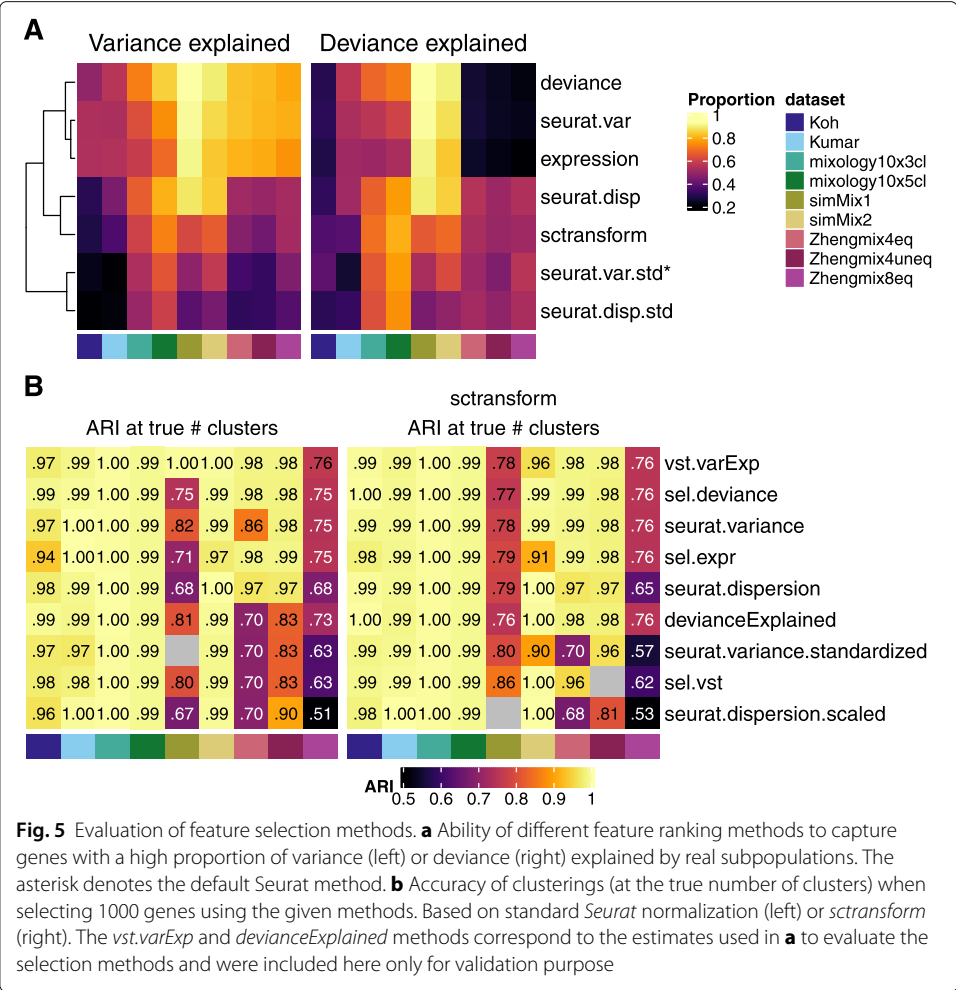 A
Variance explained Deviance explained
deviance
seurat.var
expression
seurat.disp
sctransform
seurat.var.std*
seurat.disp.std
Proportion
1
0.8
0.6
0.4
0.2
dataset
Koh
Kumar
mixology10x3cl
mixology10x5cl
simMix1
simMix2
Zhengmix4eq
Zhengmix4uneq
Zhengmix8eq
B
sctransform
ARI at true # clusters ARI at true # clusters
.97 .99 1.00 .99 1.00 1.00 .98 .98 .76 .99 .99 1.00 .99 .78 .96 .98 .98 .76 vst.varExp
.99 .99 1.00 .99 .75 .99 .98 .98 .75 1.00 .99 1.00 .99 .77 .99 .99 .98 .76 sel.deviance
.97 1.00 1.00 .99 .82 .99 .86 .98 .75 .99 .99 1.00 .99 .78 .99 .99 .98 .76 seurat.variance
.94 1.00 1.00 .99 .71 .97 .98 .99 .75 .98 .99 1.00 .99 .79 .91 .99 .98 .76 sel.expr
.98 .99 1.00 .99 .68 1.00 .97 .97 .68 .99 .99 1.00 .99 .79 1.00 .97 .97 .65 seurat.dispersion
.99 .99 1.00 .99 .81 .99 .70 .83 .73 .99 .99 1.00 .99 .76 1.00 .98 .98 .76 devianceExplained
.97 .97 1.00 .99 .99 .70 .83 .63 .99 .99 1.00 .99 .80 .90 .70 .96 .57 seurat.variance.standardized
.98 .98 1.00 .99 .80 .99 .70 .83 .63 .99 .99 1.00 .99 .86 1.00 .96 .62 sel.vst
.96 1.00 1.00 .99 .67 .99 .70 .90 .51 .98 1.00 1.00 .99 1.00 .68 .81 .53 seurat.dispersion.scaled
ARI
0.5 0.6 0.7 0.8 0.9 1
Fig. 5 Evaluation of feature selection methods. a Ability of different feature ranking methods to capture
genes with a high proportion of variance (left) or deviance (right) explained by real subpopulations. The
asterisk denotes the default Seurat method. b Accuracy of clusterings (at the true number of clusters) when
selecting 1000 genes using the given methods. Based on standard Seurat normalization (left) or sctransform
(right). The vst.varExp and devianceExplained methods correspond to the estimates used in a to evaluate the
selection methods and were included here only for validation purpose